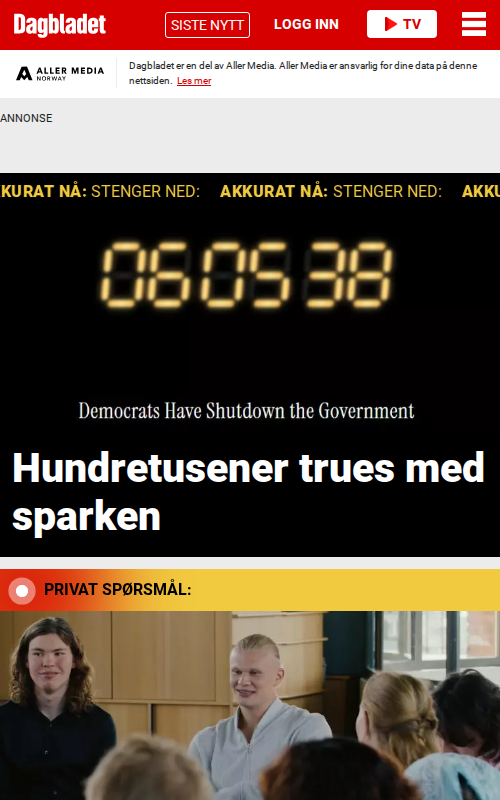 Dagbladet
SISTE NYTT
LOGG INN
TV
ALLER MEDIA
NORWAY
Dagbladet er en del av Aller Media. Aller Media er ansvarlig for dine data på denne
nettsiden. Les mer
ANNONSE
KURAT NÅ: STENGER NED: AKKURAT NÅ: STENGER NED: AKKU
06 05 38
Democrats Have Shutdown the Government
Hundretusener trues med
sparken
PRIVAT SPØRSMÅL: